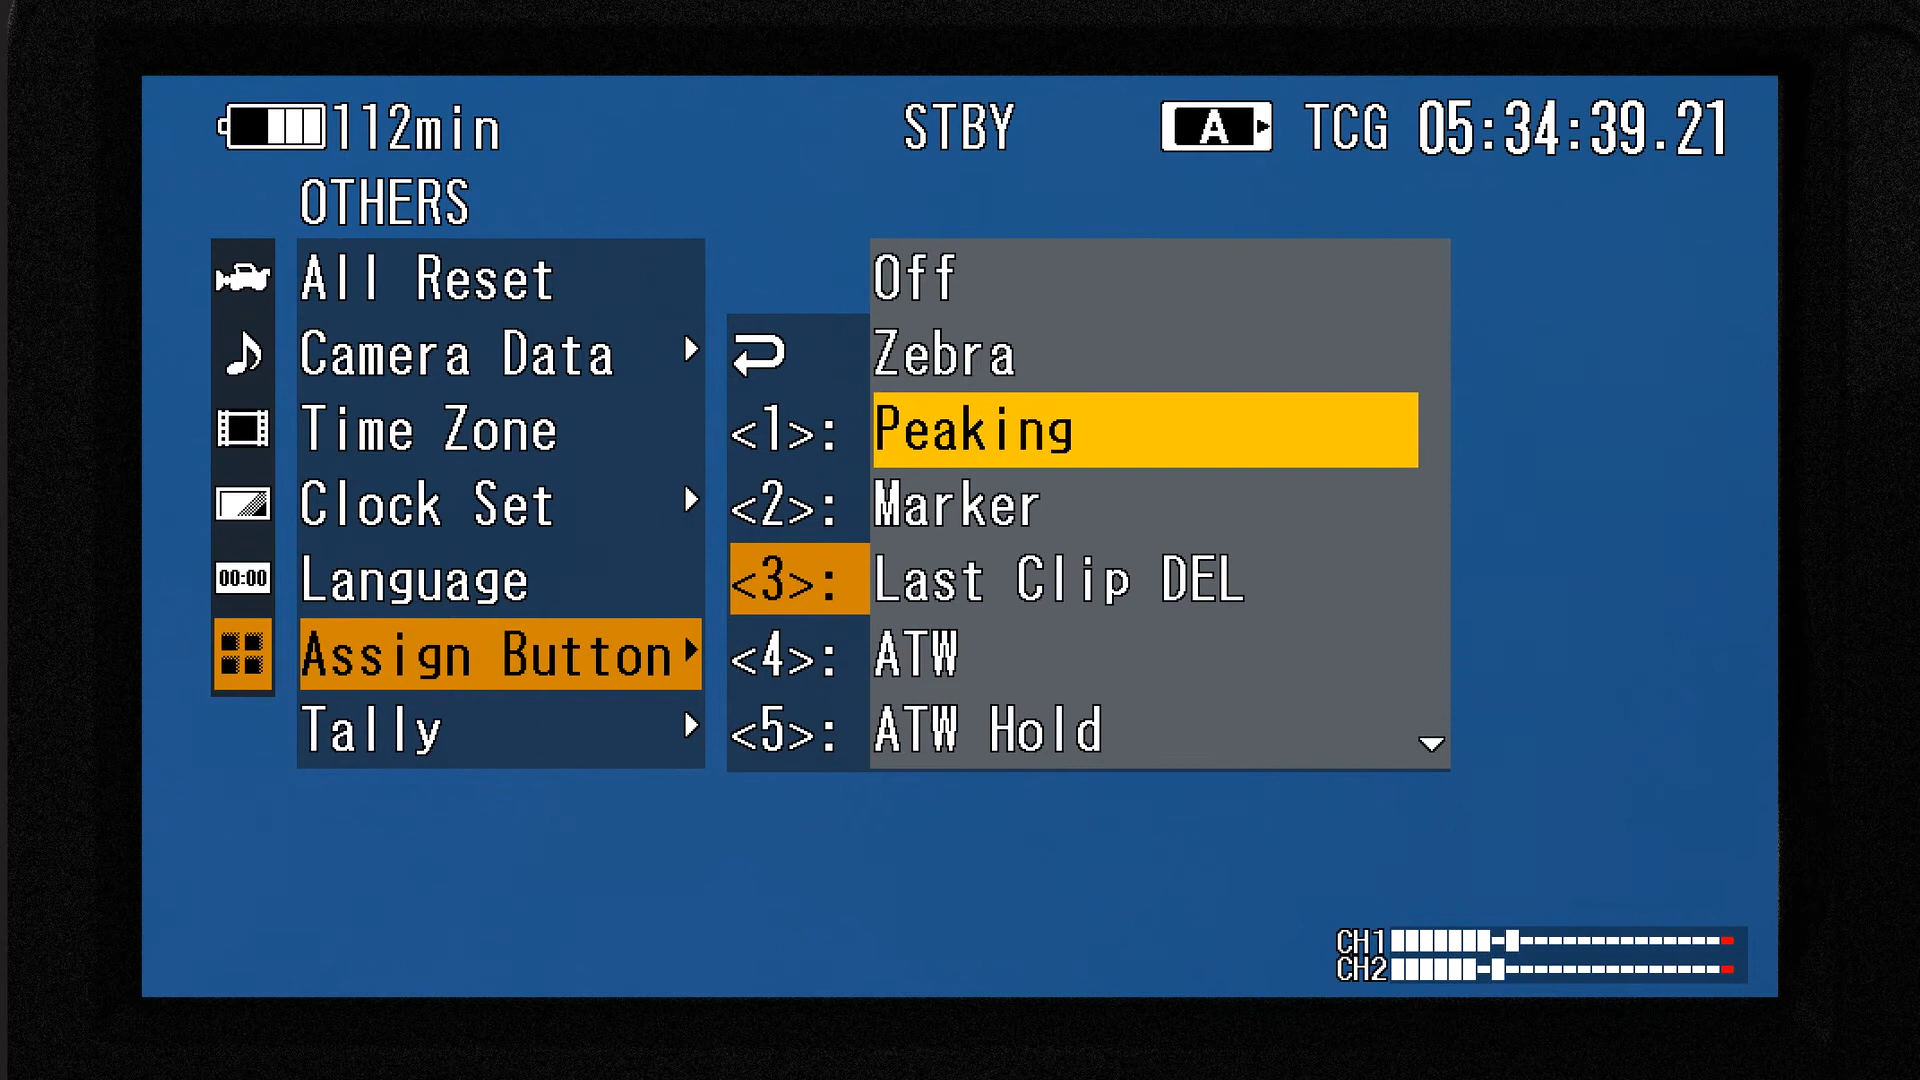 112min STBY A TCG 05:34:39.21
OTHERS
All Reset
Camera Data
Time Zone
Clock Set
00:00 Language
Assign Button
Tally
<1>:
<2>:
<3>:
<4>:
<5>:
Off
Zebra
Peaking
Marker
Last Clip DEL
ATW
ATW Hold
CH1
CH2